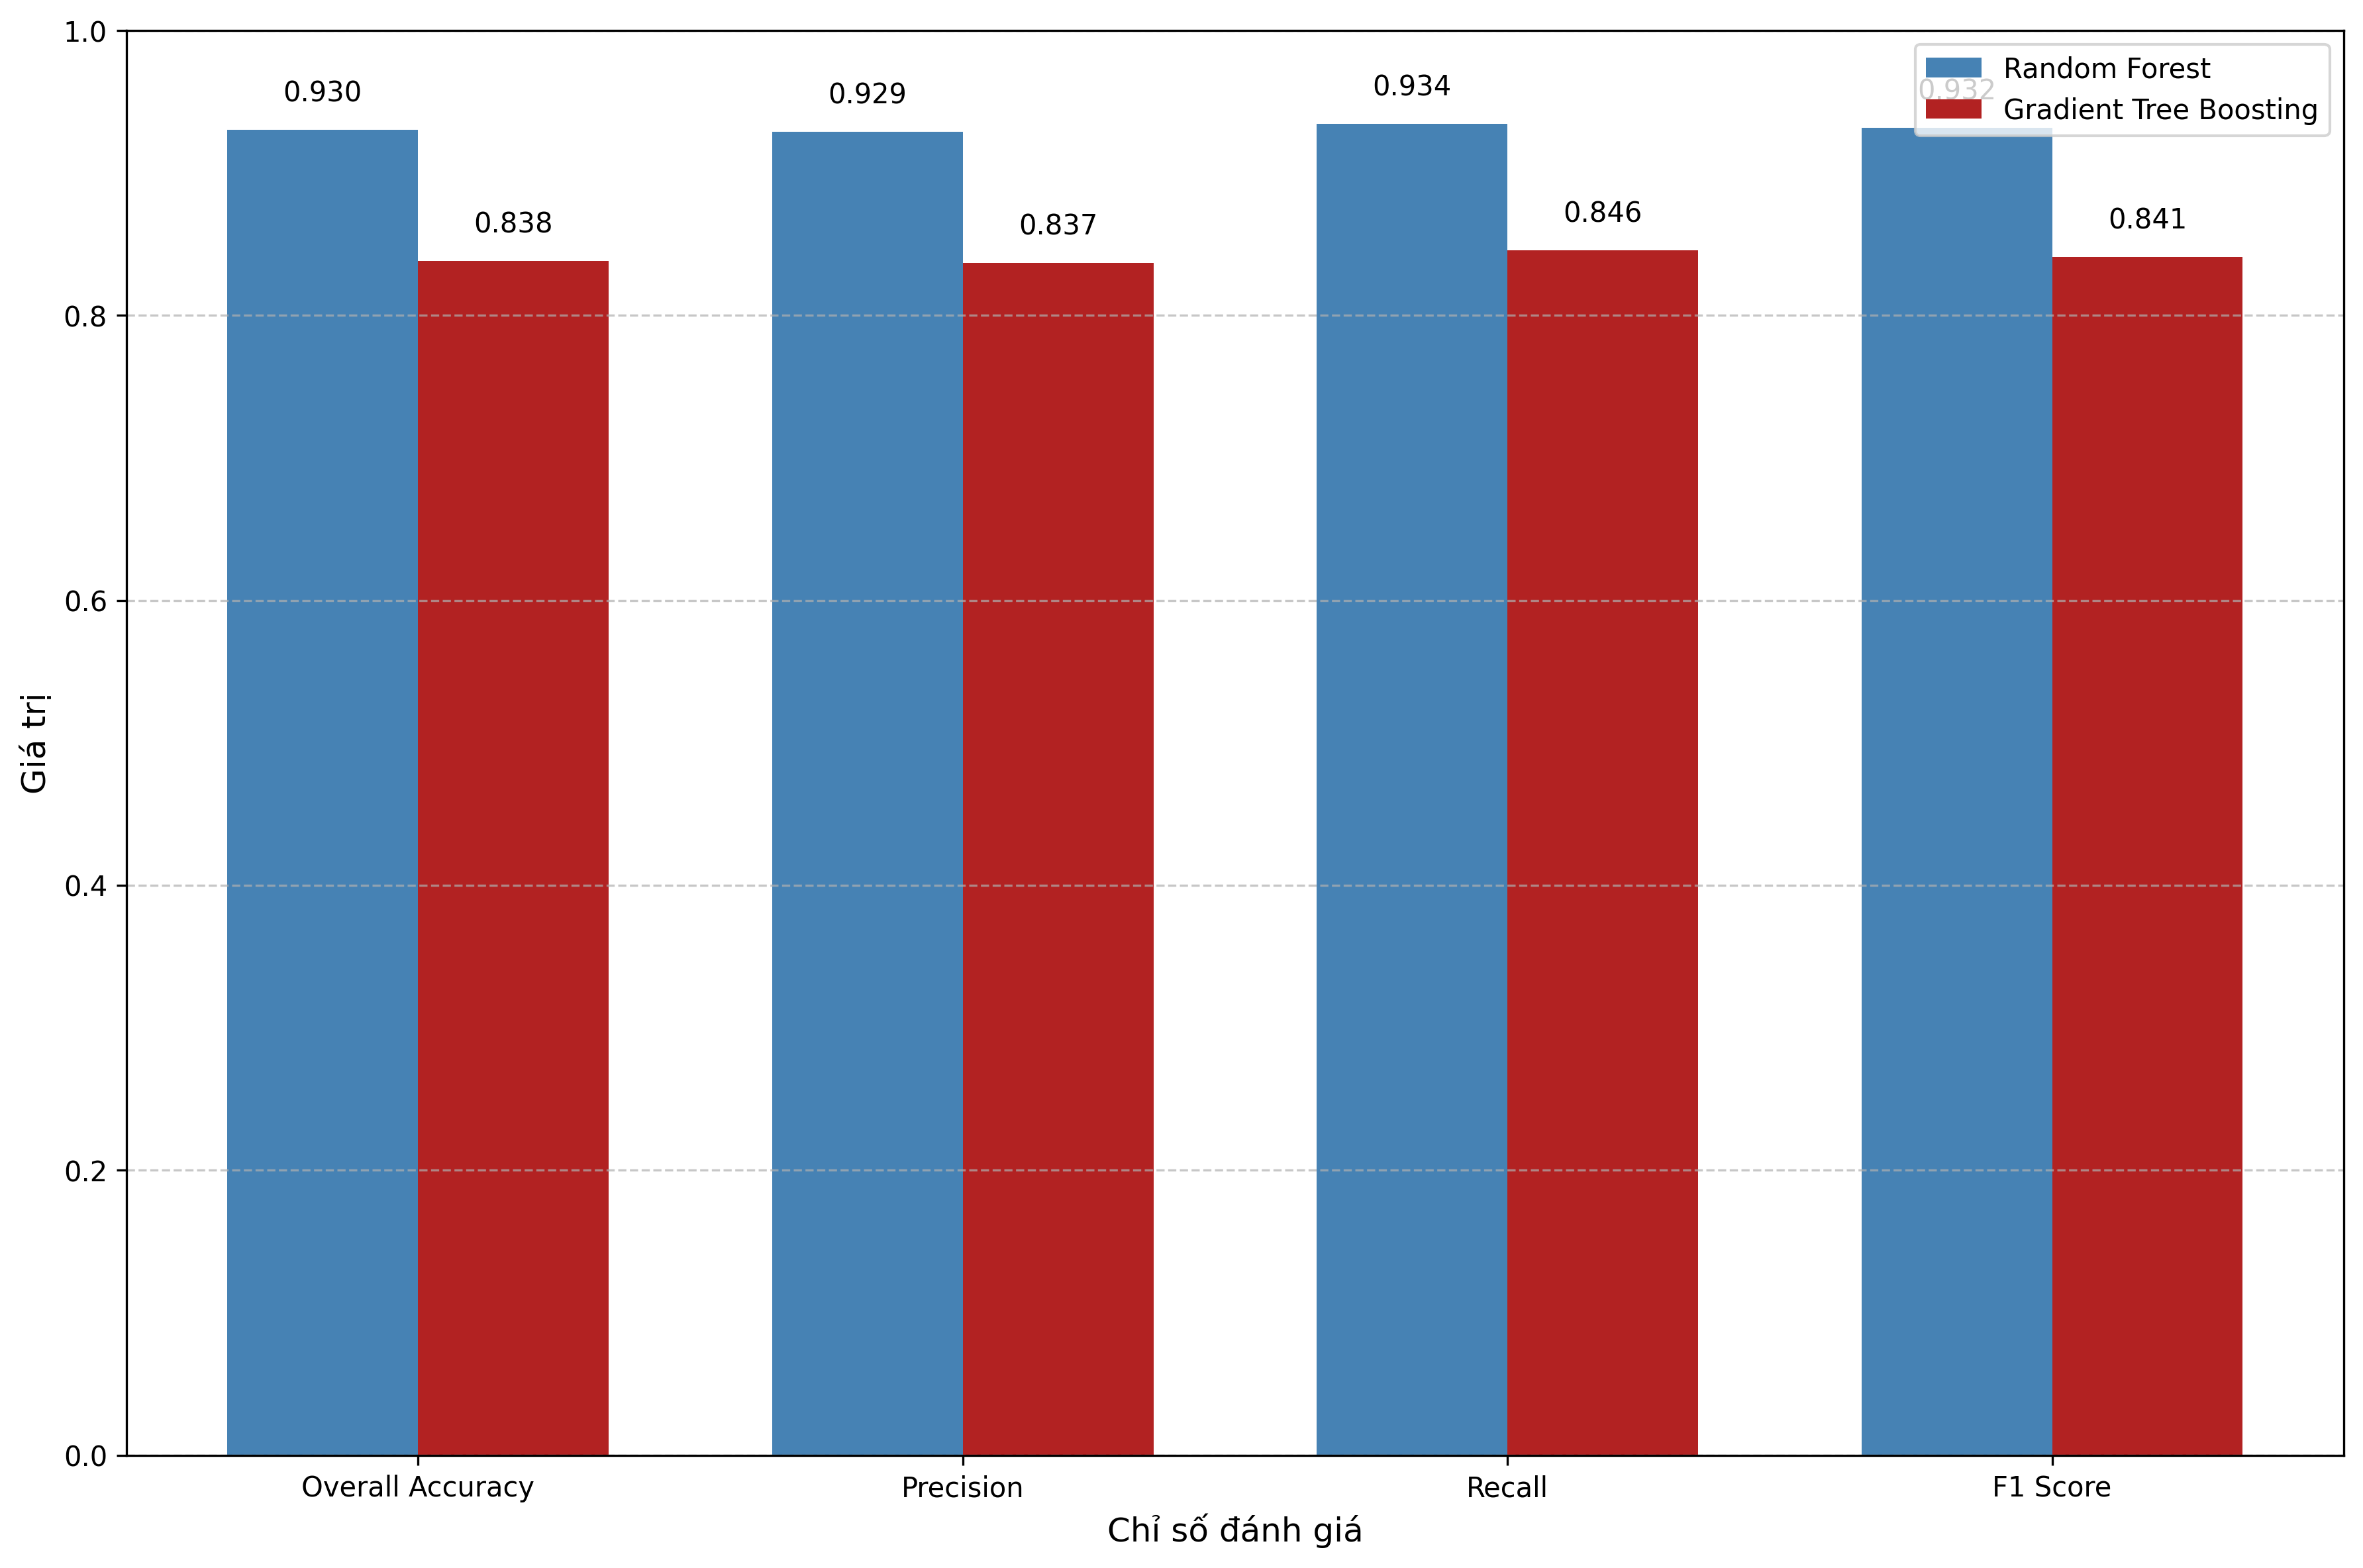 1.0
0.8
0.6
0.4
0.2
0.0
Giá trị
0.930
0.838
0.929
0.837
0.934
0.846
0.932
0.841
Random Forest
Gradient Tree Boosting
Overall Accuracy
Precision
Recall
F1 Score
Chỉ số đánh giá